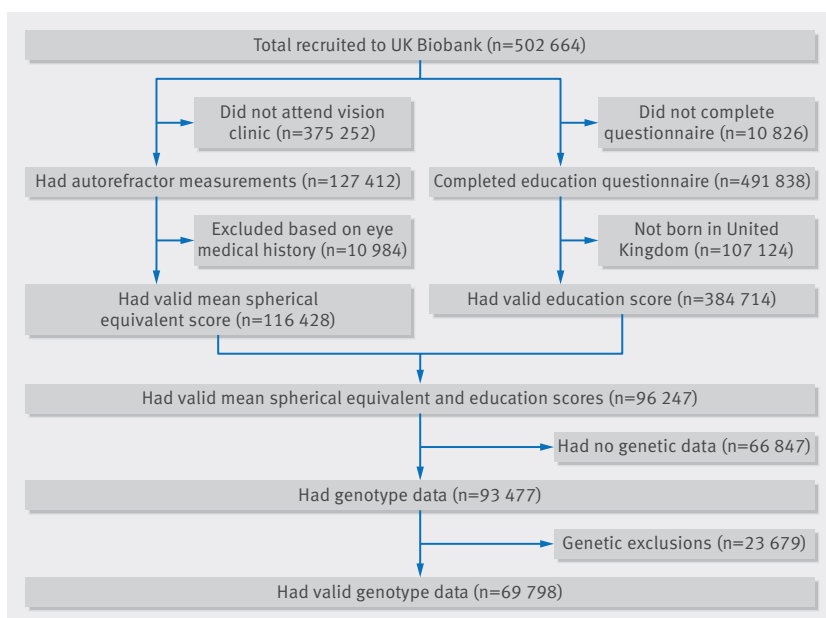 Total recruited to UK Biobank (n=502 664)
Did not attend vision
clinic (n=375 252)
Did not complete
questionnaire (n=10 826)
Had autorefractor measurements (n=127 412)
Completed education questionnaire (n=491 838)
Excluded based on eye
medical history (n=10 984)
Not born in United
Kingdom (n=107 124)
Had valid mean spherical
equivalent score (n=116 428)
Had valid education score (n=384 714)
Had valid mean spherical equivalent and education scores (n=96 247)
Had no genetic data (n=66 847)
Had genotype data (n=93 477)
Genetic exclusions (n=23 679)
Had valid genotype data (n=69 798)